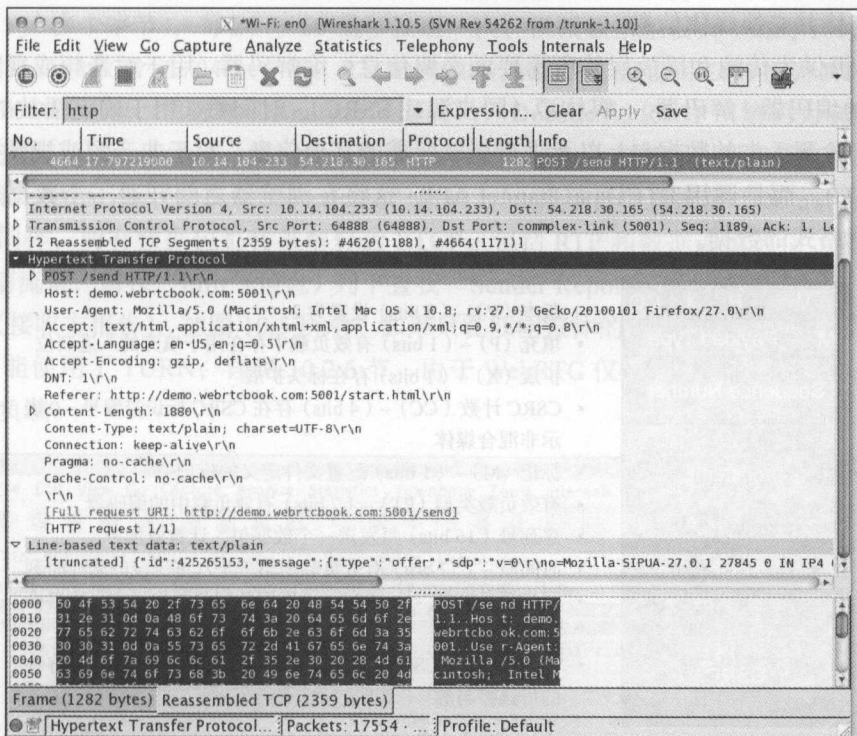 *Wi-Fi: en0 [Wireshark 1.10.5 (SVN Rev 54262 from /trunk-1.10)]
File Edit View Go Capture Analyze Statistics Telephony Tools Internals Help
Filter: http Expression... Clear Apply Save
No. Time Source Destination Protocol Length Info
4664 17.797219000 10.14.104.233 54.218.30.165 HTTP 1282 POST /send HTTP/1.1 (text/plain)
Internet Protocol Version 4, Src: 10.14.104.233 (10.14.104.233), Dst: 54.218.30.165 (54.218.30.165)
Transmission Control Protocol, Src Port: 64888 (64888), Dst Port: commplex-link (5001), Seq: 1189, Ack: 1, Le
[2 Reassembled TCP Segments (2359 bytes): #4620(1188), #4664(1171)]
Hypertext Transfer Protocol
POST /send HTTP/1.1\r\n
Host: demo.webrtcbook.com:5001\r\n
User-Agent: Mozilla/5.0 (Macintosh; Intel Mac OS X 10.8; rv:27.0) Gecko/20100101 Firefox/27.0\r\n
Accept: text/html,application/xhtml+xml,application/xml;q=0.9,*/*;q=0.8\r\n
Accept-Language: en-US,en;q=0.5\r\n
Accept-Encoding: gzip, deflate\r\n
DNT: 1\r\n
Referer: http://demo.webrtcbook.com:5001/start.html\r\n
Content-Length: 1880\r\n
Content-Type: text/plain; charset=UTF-8\r\n
Connection: keep-alive\r\n
Pragma: no-cache\r\n
Cache-Control: no-cache\r\n
\r\n
[Full request URI: http://demo.webrtcbook.com:5001/send]
[HTTP request 1/1]
Line-based text data: text/plain
[truncated] {"id":425265153,"message":{"type":"offer","sdp":"v=0\r\no=Mozilla-SIPUA-27.0.1 27845 0 IN IP4
0000 50 4f 53 54 20 2f 73 65 6e 64 20 48 54 54 50 2f POST /se nd HTTP/
0010 31 2e 31 0d 0a 48 6f 73 74 3a 20 64 65 6d 6f 2e 1.1..Hos t: demo.
0020 77 65 62 72 74 63 62 6f 6f 6b 2e 63 6f 6d 3a 35 webrtcbo ok.com:5
0030 30 30 31 0d 0a 55 73 65 72 2d 41 67 65 6e 74 3a 001..Use r-Agent:
0040 20 4d 6f 7a 69 6c 6c 61 2f 35 2e 30 20 28 4d 61 Mozilla /5.0 (Ma
0050 63 69 6e 74 6f 73 68 3b 20 49 6e 74 65 6c 20 4d cintosh; Intel M
Frame (1282 bytes) Reassembled TCP (2359 bytes)
Hypertext Transfer Protocol... Packets: 17554 · ... Profile: Default